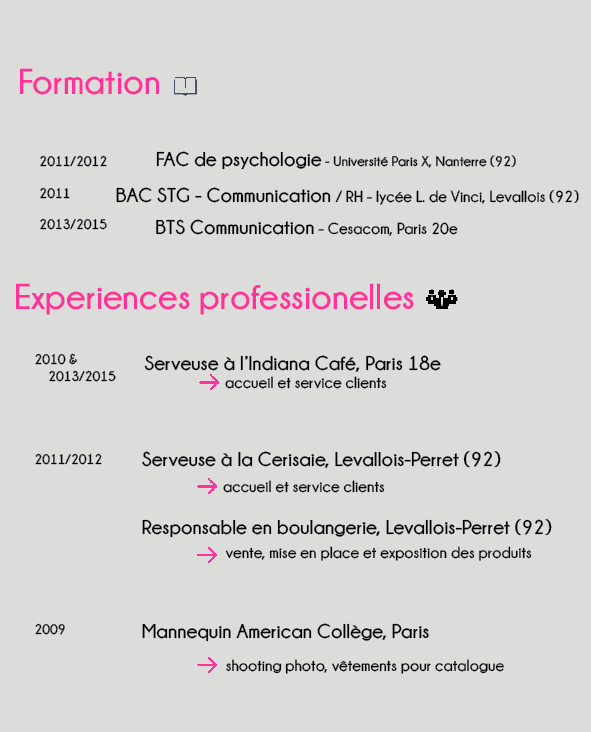 Formation
2011/2012 FAC de psychologie - Université Paris X, Nanterre (92)
2011 BAC STG - Communication / RH - lycée L. de Vinci, Levallois (92)
2013/2015 BTS Communication - Cesacom, Paris 20e
Experiences professionelles
2010 & Serveuse à l'Indiana Café, Paris 18e
2013/2015
→ accueil et service clients
2011/2012 Serveuse à la Cerisaie, Levallois-Perret (92)
→ accueil et service clients
Responsable en boulangerie, Levallois-Perret (92)
→ vente, mise en place et exposition des produits
2009 Mannequin American Collège, Paris
→ shooting photo, vêtements pour catalogue